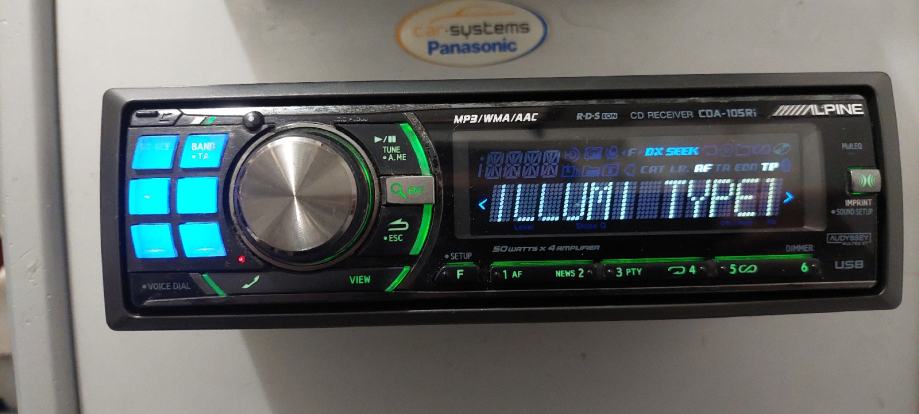 car-systems
Panasonic
MP3/WMA/AAC
R·D·S EON
CD RECEIVER CDA-105Ri
ALPINE
BAND
• T.A
TUNE
• A.ME
ENT
• ESC
DX SEEK
CAT I.R. AF TA EON TP
< ILLUMI TYPE1 >
MultEQ
IMPRINT
• SOUND SETUP
AUDYSSEY
USB
50 WATTS X 4 AMPLIFIER
DIMMER
• SETUP
F
1 AF
NEWS 2
3 PTY
4
5
6
• VOICE DIAL
VIEW